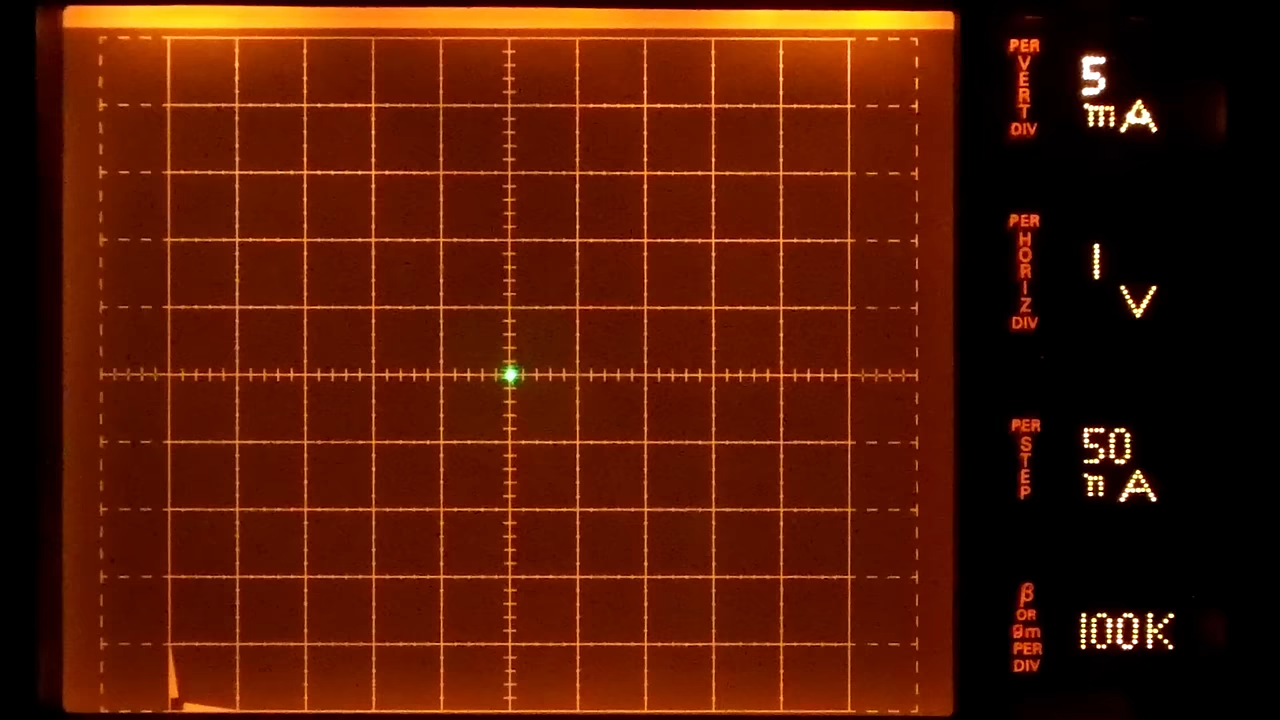 PER
VERT
DIV
5
mA
PER
HORIZ
DIV
1
V
PER
STEP
50
nA
β
OR
gm
PER
DIV
100K